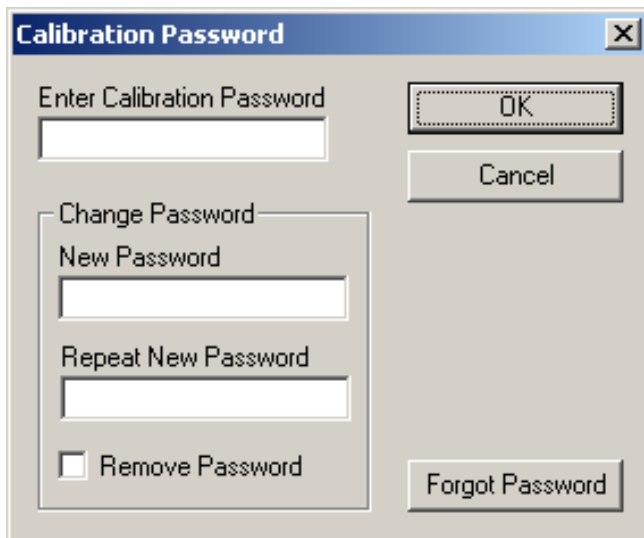 Calibration Password
Enter Calibration Password
OK
Cancel
Change Password
New Password
Repeat New Password
Remove Password
Forgot Password